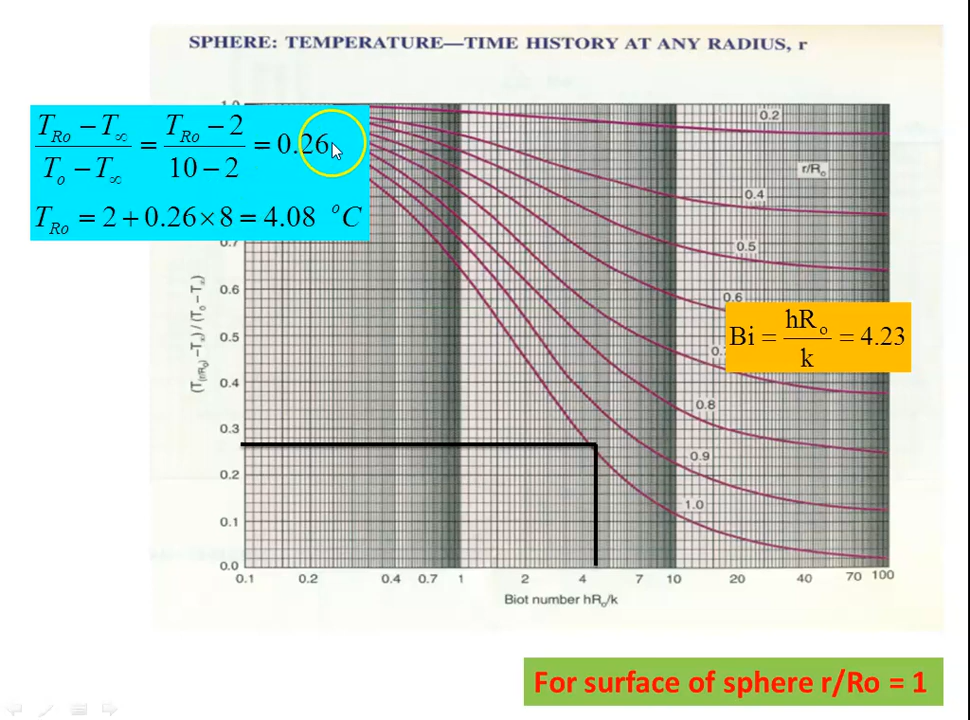 SPHERE: TEMPERATURE—TIME HISTORY AT ANY RADIUS, r
1.0
T_Ro − T_∞ / T_o − T_∞ = T_Ro − 2 / 10 − 2 = 0.26
T_Ro = 2 + 0.26 × 8 = 4.08 °C
0.2
r/R_o
0.4
0.5
0.6
0.7
0.8
0.9
1.0
Bi = hR_o / k = 4.23
(T_(r/R_o) − T_∞) / (T_o − T_∞)
0.7
0.6
0.5
0.4
0.3
0.2
0.1
0.0
0.1 0.2 0.4 0.7 1 2 4 7 10 20 40 70 100
Biot number hR_o/k
For surface of sphere r/Ro = 1